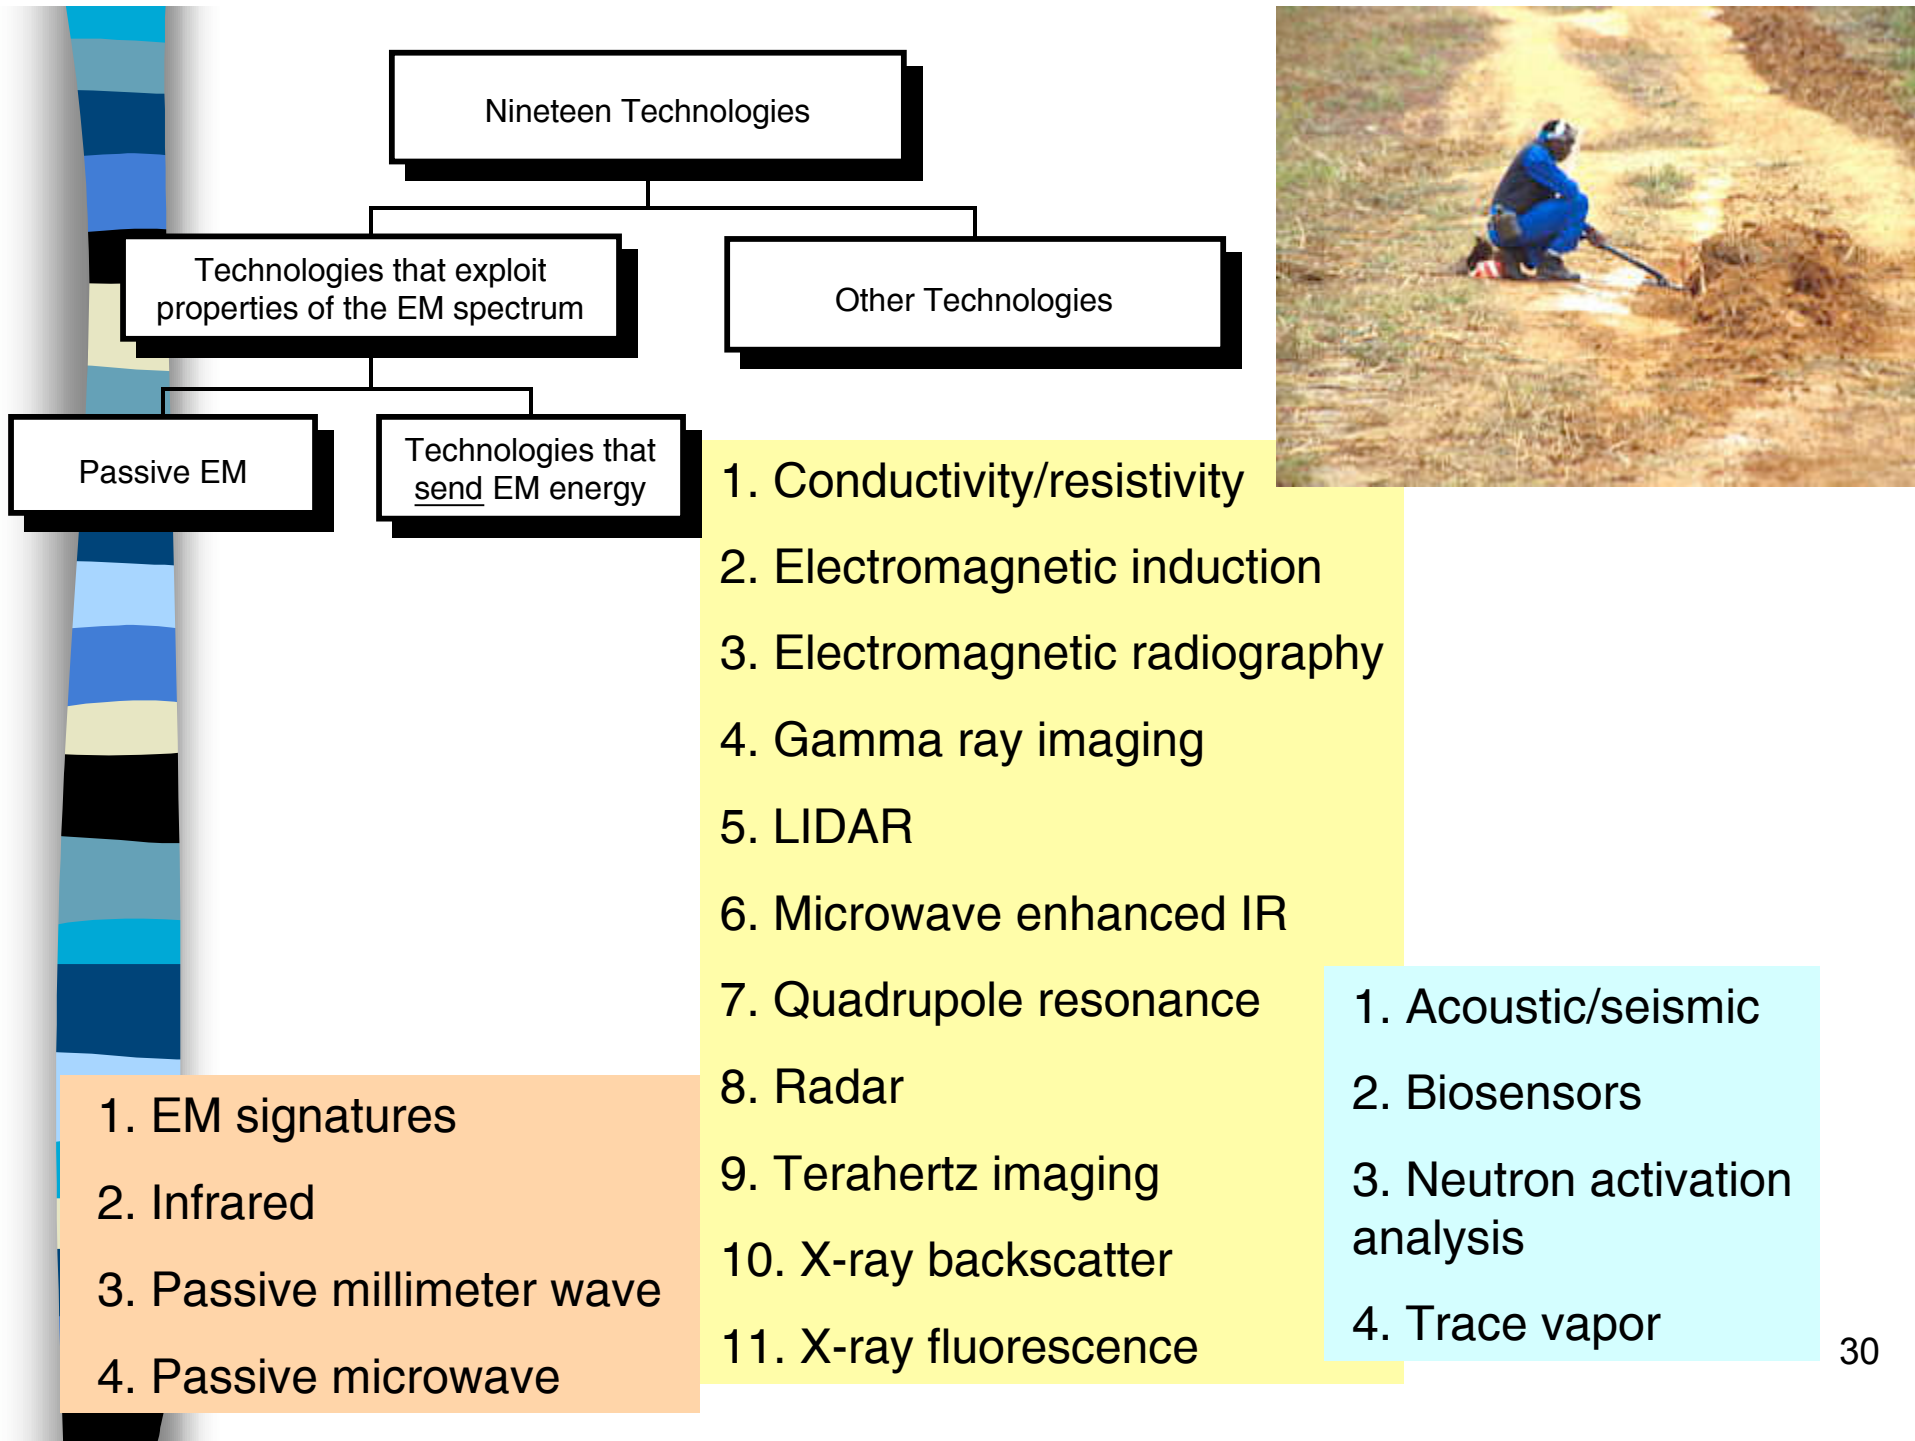 Nineteen Technologies
Technologies that exploit
properties of the EM spectrum
Other Technologies
Passive EM
Technologies that
send EM energy
1. Conductivity/resistivity
2. Electromagnetic induction
3. Electromagnetic radiography
4. Gamma ray imaging
5. LIDAR
6. Microwave enhanced IR
7. Quadrupole resonance
8. Radar
9. Terahertz imaging
10. X-ray backscatter
11. X-ray fluorescence
1. EM signatures
2. Infrared
3. Passive millimeter wave
4. Passive microwave
1. Acoustic/seismic
2. Biosensors
3. Neutron activation
analysis
4. Trace vapor
30